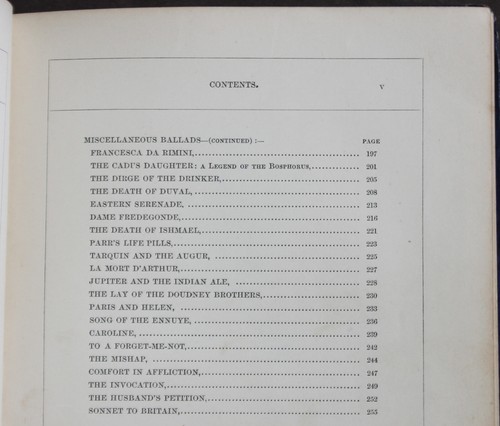 CONTENTS. v
MISCELLANEOUS BALLADS—(CONTINUED) :— PAGE
FRANCESCA DA RIMINI, 197
THE CADI'S DAUGHTER: A LEGEND OF THE BOSPHORUS, 201
THE DIRGE OF THE DRINKER, 205
THE DEATH OF DUVAL, 208
EASTERN SERENADE, 213
DAME FREDEGONDE, 216
THE DEATH OF ISHMAEL, 221
PARR'S LIFE PILLS, 223
TARQUIN AND THE AUGUR, 225
LA MORT D'ARTHUR, 227
JUPITER AND THE INDIAN ALE, 228
THE LAY OF THE DOUDNEY BROTHERS, 230
PARIS AND HELEN, 233
SONG OF THE ENNUYE, 236
CAROLINE, 239
TO A FORGET-ME-NOT, 242
THE MISHAP, 244
COMFORT IN AFFLICTION, 247
THE INVOCATION, 249
THE HUSBAND'S PETITION, 252
SONNET TO BRITAIN, 255